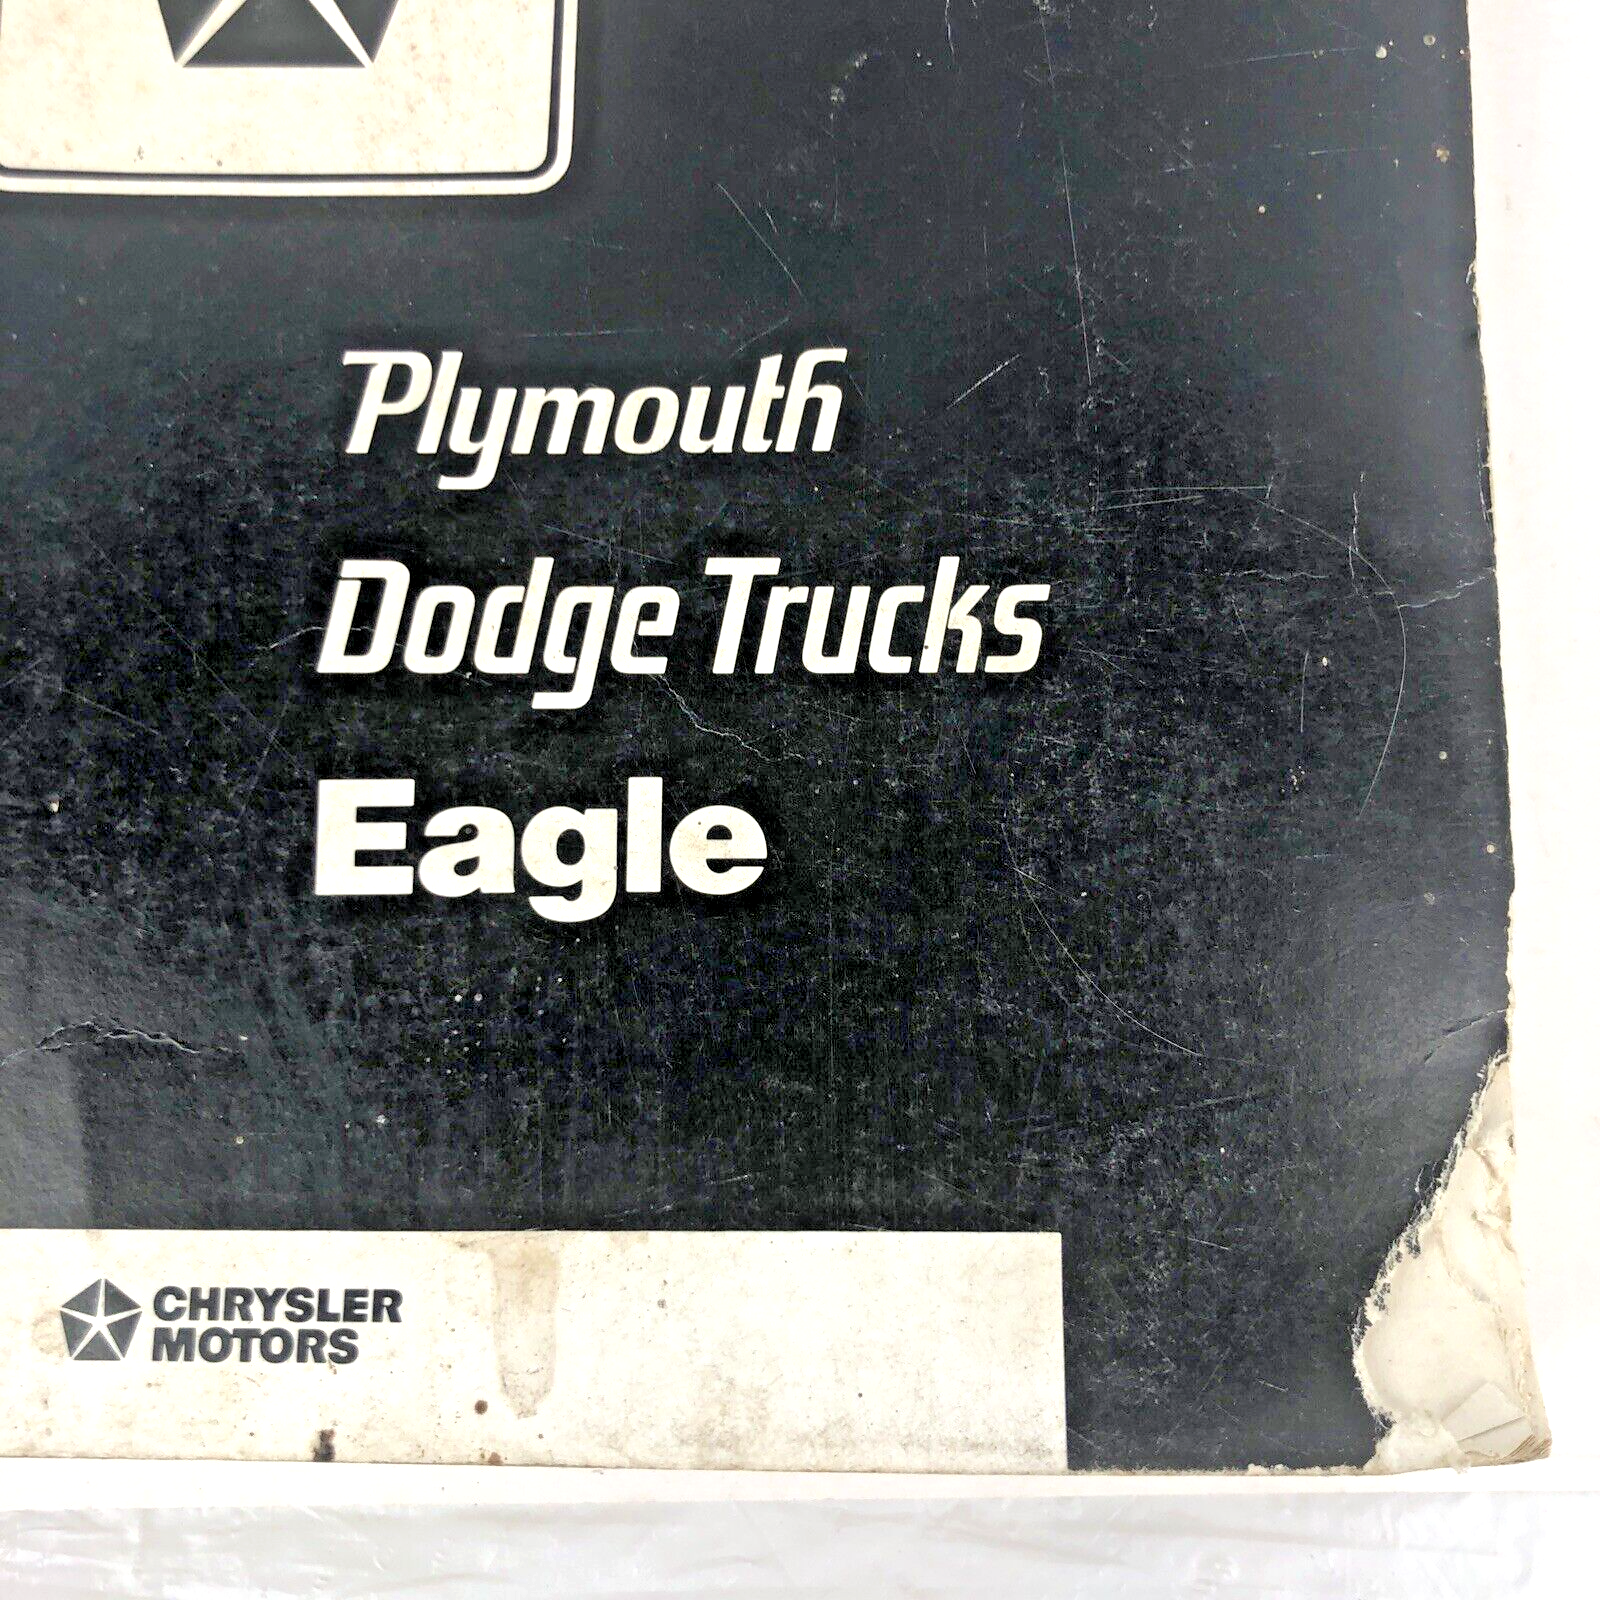 Plymouth
Dodge Trucks
Eagle
CHRYSLER
MOTORS